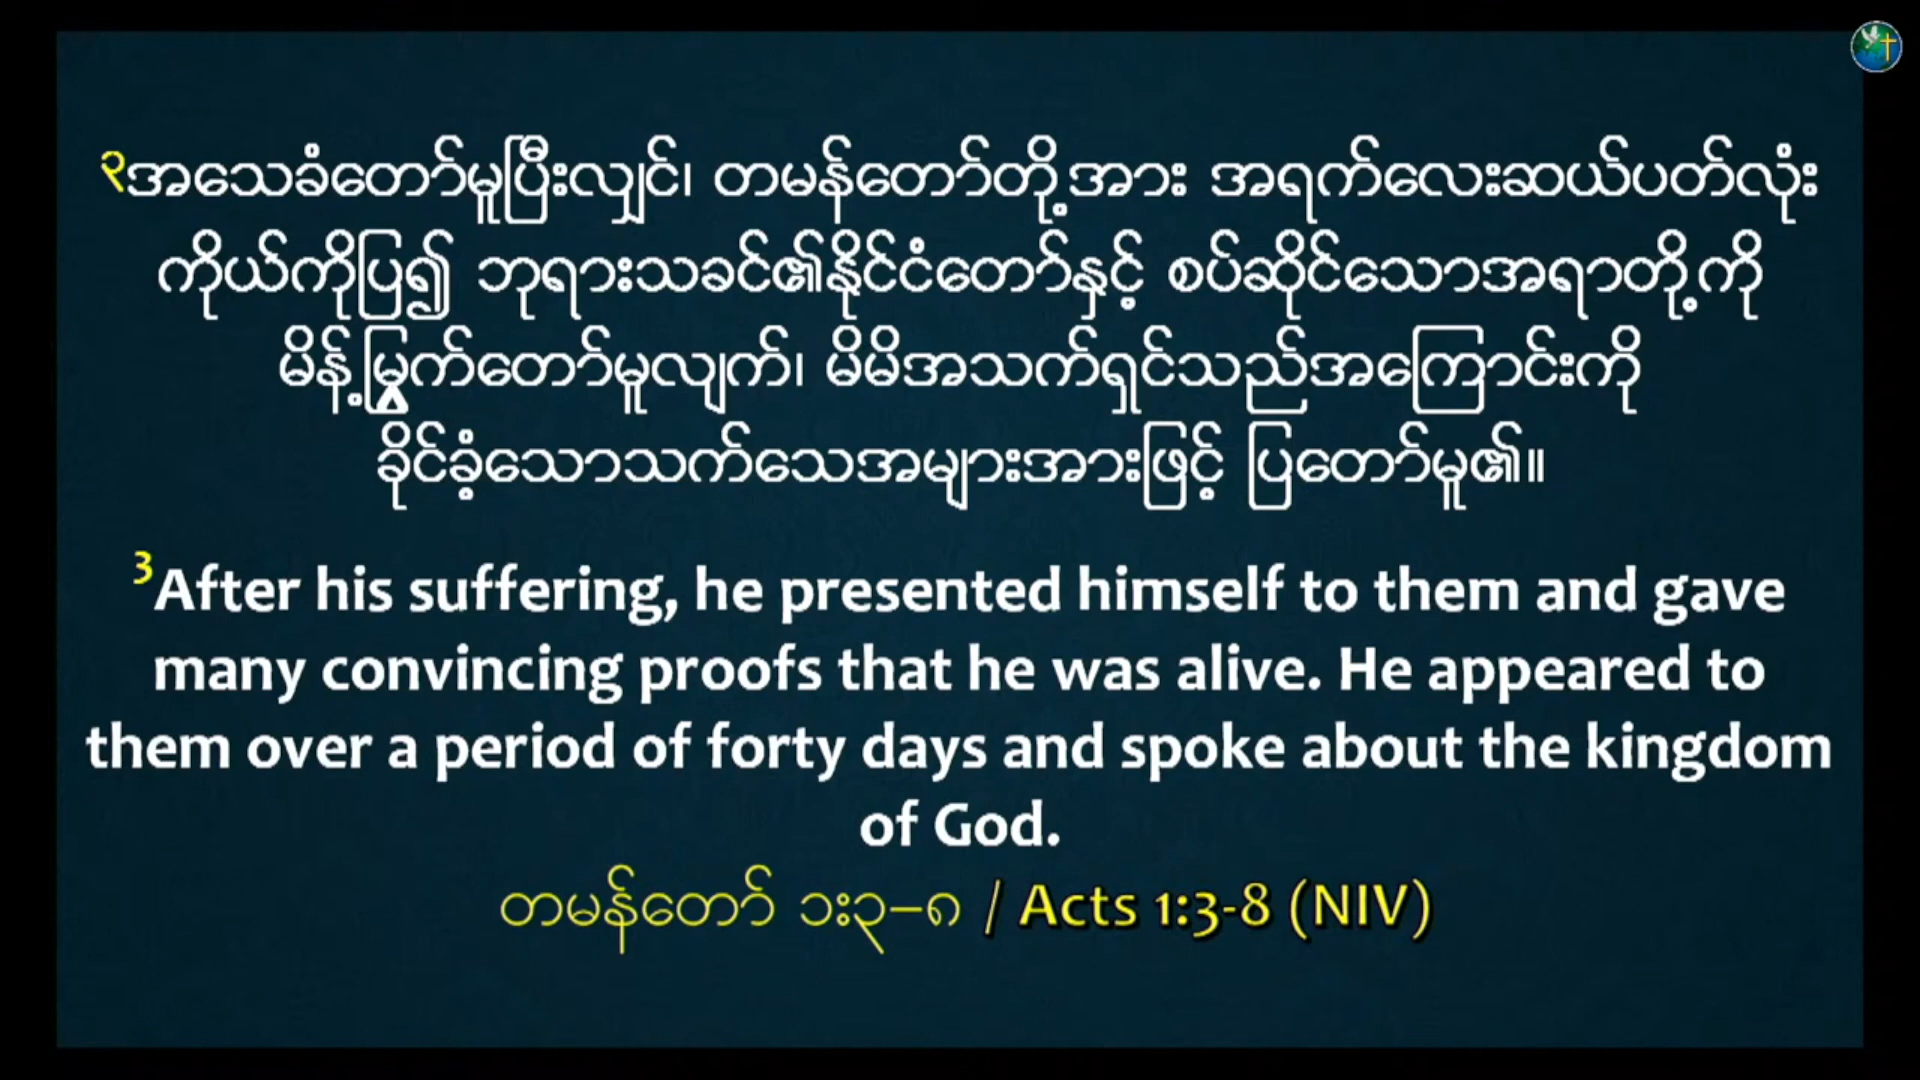 ၃အသေခံတော်မူပြီးလျှင်၊ တမန်တော်တို့အား အရက်လေးဆယ်ပတ်လုံး
ကိုယ်ကိုပြ၍ ဘုရားသခင်၏နိုင်ငံတော်နှင့် စပ်ဆိုင်သောအရာတို့ကို
မိန့်မြွက်တော်မူလျက်၊ မိမိအသက်ရှင်သည်အကြောင်းကို
ခိုင်ခံ့သောသက်သေအများအားဖြင့် ပြတော်မူ၏။
3After his suffering, he presented himself to them and gave
many convincing proofs that he was alive. He appeared to
them over a period of forty days and spoke about the kingdom
of God.
တမန်တော် ၁း၃–၈ / Acts 1:3-8 (NIV)